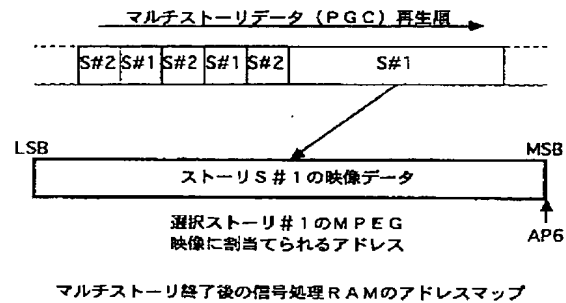 マルチストーリデータ(PGC)再生順
S#2 S#1 S#2 S#1 S#2 S#1
LSB MSB
ストーリS#1の映像データ
選択ストーリ#1のMPEG
映像に割当てられるアドレス
AP6
マルチストーリ終了後の信号処理RAMのアドレスマップ